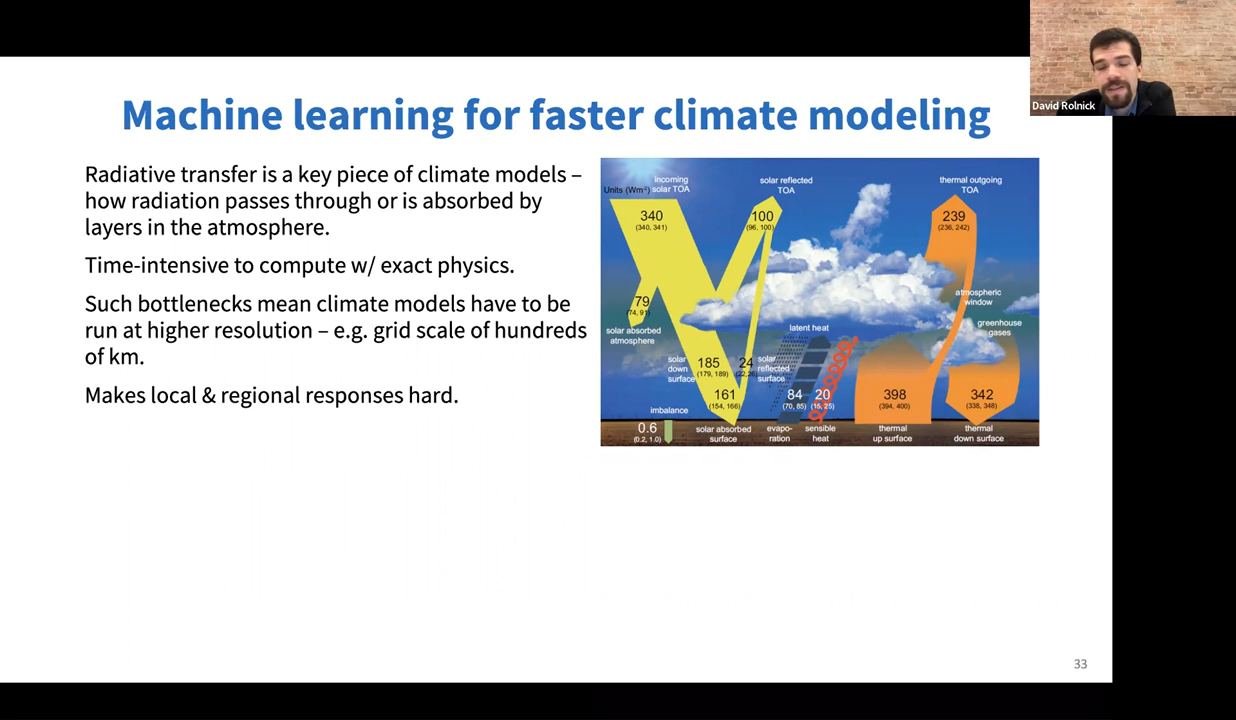 David Rolnick
Machine learning for faster climate modeling
Radiative transfer is a key piece of climate models –
how radiation passes through or is absorbed by
layers in the atmosphere.
Time-intensive to compute w/ exact physics.
Such bottlenecks mean climate models have to be
run at higher resolution – e.g. grid scale of hundreds
of km.
Makes local & regional responses hard.
Units (Wm-2)
incoming
solar TOA
340
(340, 341)
solar reflected
TOA
100
(96, 100)
thermal outgoing
TOA
239
(236, 242)
79
(74, 91)
solar absorbed
atmosphere
atmospheric
window
greenhouse
gases
latent heat
solar
down
surface
185
(179, 189)
24
solar
reflected
surface
161
(154, 166)
84
(70, 85)
20
(15, 25)
398
(394, 400)
342
(338, 348)
imbalance
0.6
(0.2, 1.0)
solar absorbed
surface
evapo-
ration
sensible
heat
thermal
up surface
thermal
down surface
33